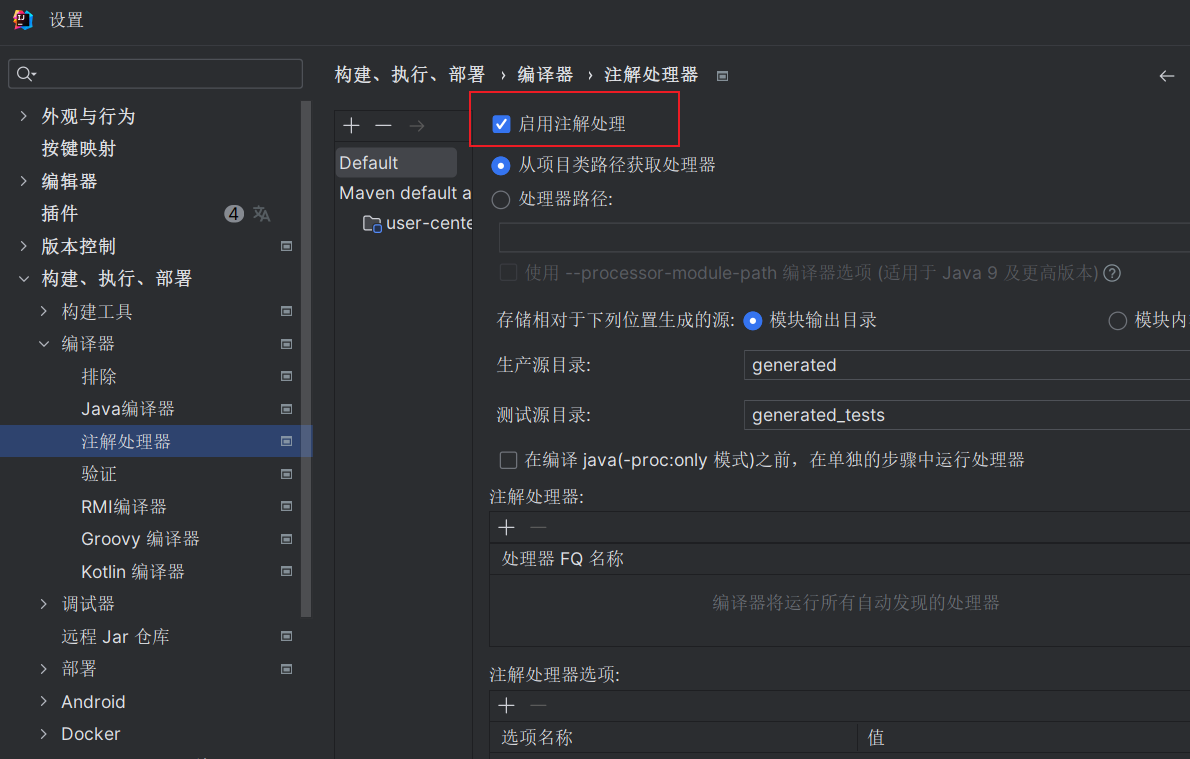 设置
外观与行为
按键映射
编辑器
插件 4
版本控制
构建、执行、部署
构建工具
编译器
排除
Java编译器
注解处理器
验证
RMI编译器
Groovy 编译器
Kotlin 编译器
调试器
远程 Jar 仓库
部署
Android
Docker
构建、执行、部署 › 编译器 › 注解处理器
Default
Maven default a
user-cente
启用注解处理
从项目类路径获取处理器
处理器路径:
使用 --processor-module-path 编译器选项 (适用于 Java 9 及更高版本)
存储相对于下列位置生成的源: 模块输出目录 模块内
生产源目录: generated
测试源目录: generated_tests
在编译 java(-proc:only 模式)之前，在单独的步骤中运行处理器
注解处理器:
处理器 FQ 名称
编译器将运行所有自动发现的处理器
注解处理器选项:
选项名称 值